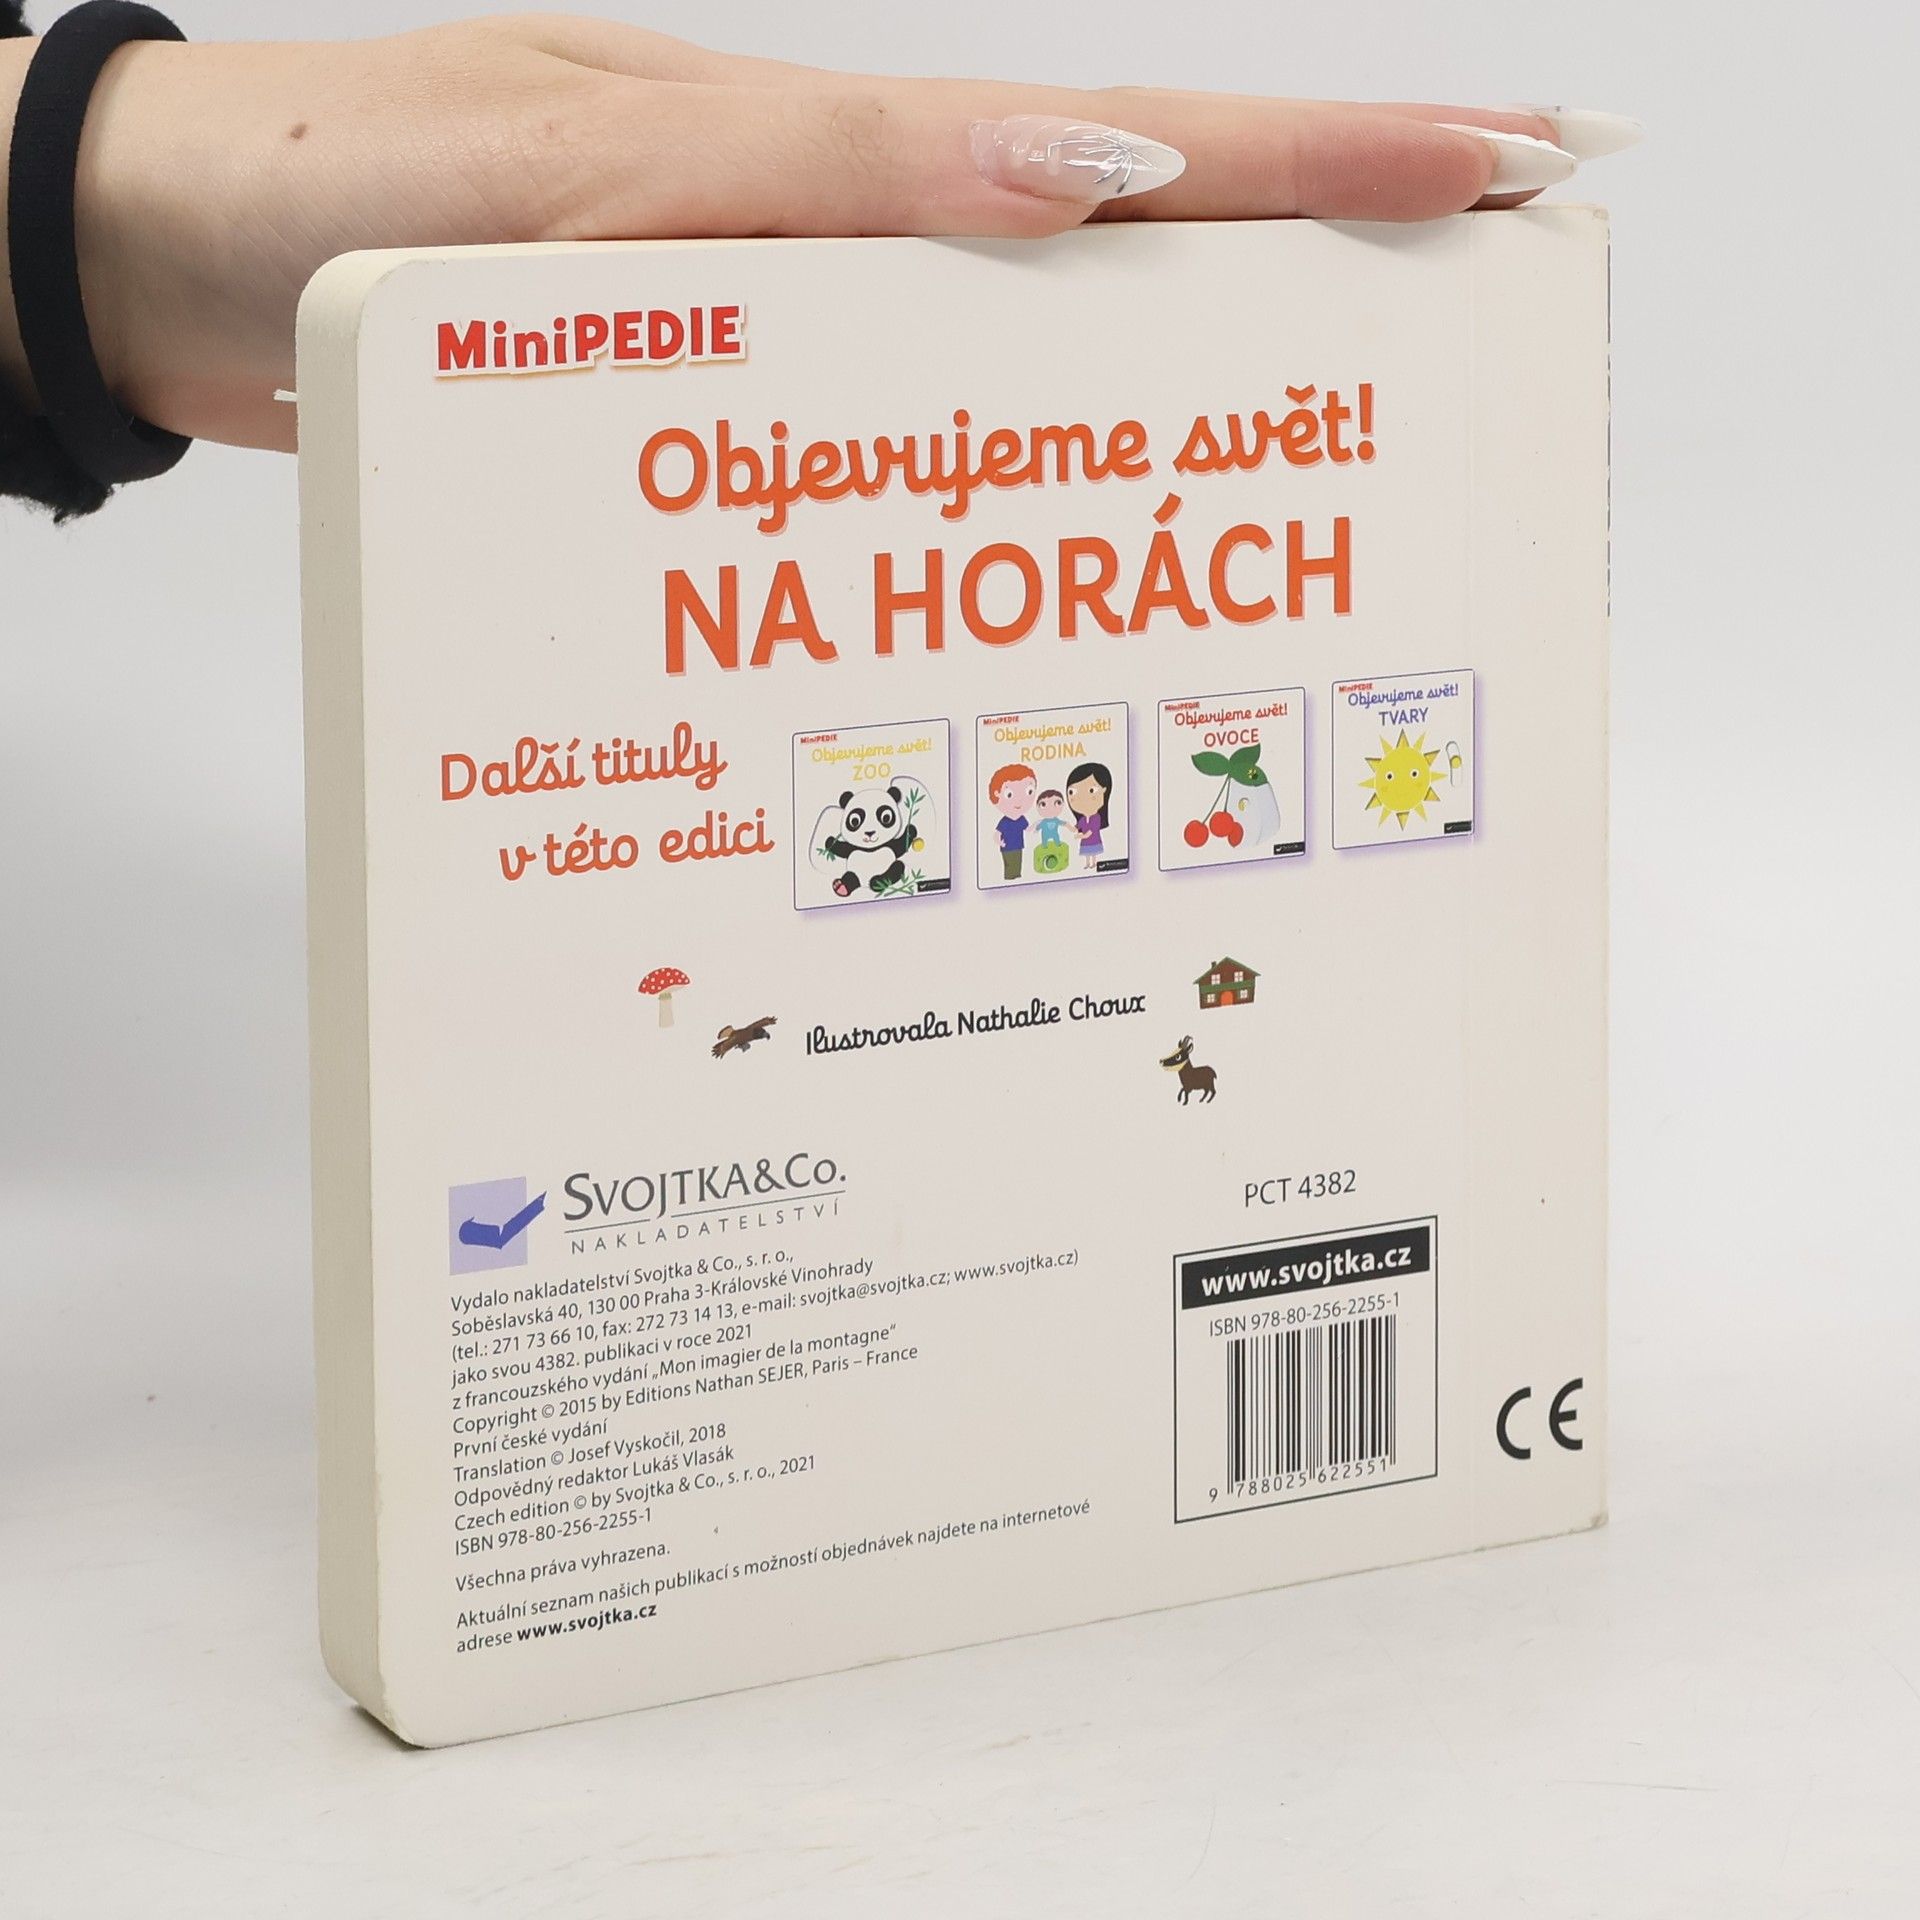 MiniPEDIE
Objevujeme svět!
NA HORÁCH
Další tituly
v této edici
MiniPEDIE
Objevujeme svět!
ZOO
MiniPEDIE
Objevujeme svět!
RODINA
MiniPEDIE
Objevujeme svět!
OVOCE
MiniPEDIE
Objevujeme svět!
TVARY
Ilustrovala Nathalie Choux
SVOJTKA&CO.
NAKLADATELSTVÍ
Vydalo nakladatelství Svojtka & Co., s. r. o.,
Soběslavská 40, 130 00 Praha 3-Královské Vinohrady
(tel.: 271 73 66 10, fax: 272 73 14 13, e-mail: svojtka@svojtka.cz; www.svojtka.cz)
jako svou 4382. publikaci v roce 2021
z francouzského vydání „Mon imagier de la montagne“
Copyright © 2015 by Editions Nathan SEJER, Paris – France
První české vydání
Translation © Josef Vyskočil, 2018
Odpovědný redaktor Lukáš Vlasák
Czech edition © by Svojtka & Co., s. r. o., 2021
ISBN 978-80-256-2255-1
Všechna práva vyhrazena.
Aktuální seznam našich publikací s možností objednávek najdete na internetové
adrese www.svojtka.cz
PCT 4382
www.svojtka.cz
ISBN 978-80-256-2255-1
9 788025 622551
CE